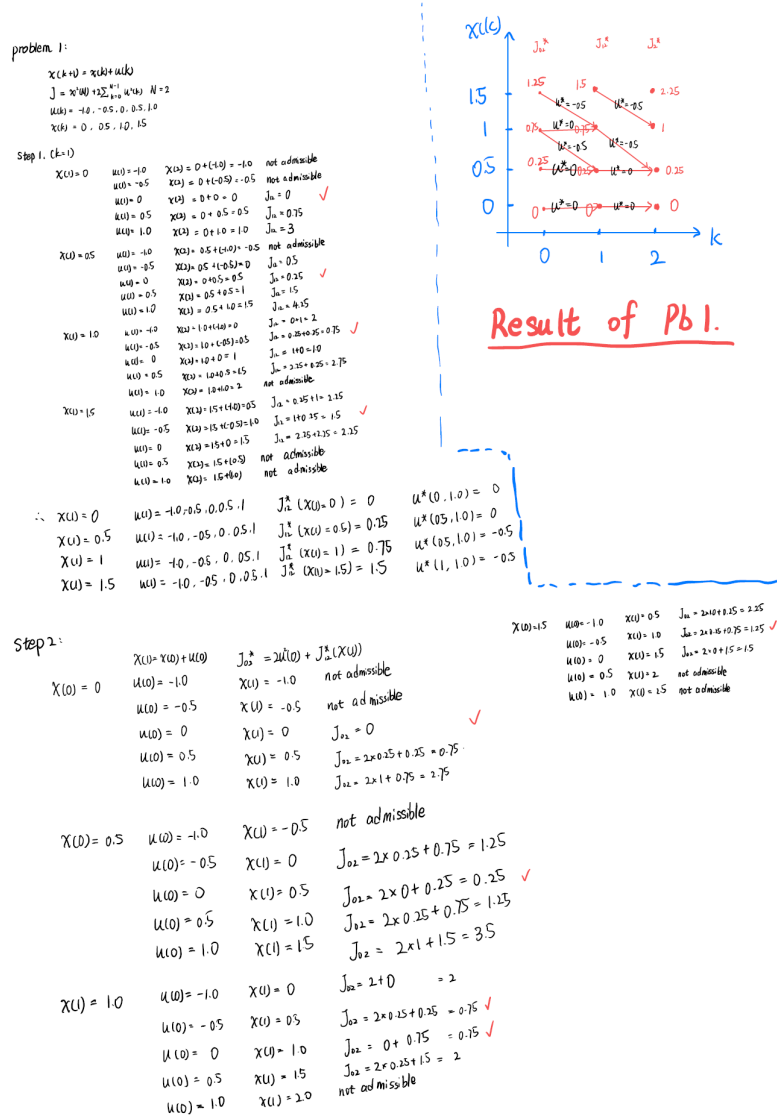 problem 1:
x(k+1) = x(k)+u(k)
J = x²(N) + 2∑ᴺ⁻¹ₖ₌₀ u²(k)  N=2
u(k) = -1.0, -0.5, 0, 0.5, 1.0
x(k) = 0, 0.5, 1.0, 1.5
Step 1. (k=1)
x(1)=0  u(1)=-1.0  x(2)=0+(-1.0)=-1.0  not admissible
u(1)=-0.5  x(2)=0+(-0.5)=-0.5  not admissible
u(1)=0  x(2)=0+0=0  J₁₂=0 ✓
u(1)=0.5  x(2)=0+0.5=0.5  J₁₂=0.75
u(1)=1.0  x(2)=0+1.0=1.0  J₁₂=3
x(1)=0.5  u(1)=-1.0  x(2)=0.5+(-1.0)=-0.5  not admissible
u(1)=-0.5  x(2)=0.5+(-0.5)=0  J₁₂=0.5
u(1)=0  x(2)=0+0.5=0.5  J₁₂=0.25 ✓
u(1)=0.5  x(2)=0.5+0.5=1  J₁₂=1.5
u(1)=1.0  x(2)=0.5+1.0=1.5  J₁₂=4.25
x(1)=1.0  u(1)=-1.0  x(2)=1.0+(-1.0)=0  J₁₂=0+1=2
u(1)=-0.5  x(2)=1.0+(-0.5)=0.5  J₁₂=0.25+0.25=0.75 ✓
u(1)=0  x(2)=1.0+0=1  J₁₂=1+0=1.0
u(1)=0.5  x(2)=1.0+0.5=1.5  J₁₂=2.25+0.25=2.75
u(1)=1.0  x(2)=1.0+1.0=2  not admissible
x(1)=1.5  u(1)=-1.0  x(2)=1.5+(-1.0)=0.5  J₁₂=0.25+1=2.25
u(1)=-0.5  x(2)=1.5+(-0.5)=1.0  J₁₂=1+0.25=1.5 ✓
u(1)=0  x(2)=1.5+0=1.5  J₁₂=2.25+2.25=2.25
u(1)=0.5  x(2)=1.5+(0.5)  not admissible
u(1)=1.0  x(2)=1.5+(1.0)  not admissible
∴ x(1)=0  u(1)=-1.0,-0.5,0,0.5,1  J₁₂*(x(1)=0)=0  u*(0,1.0)=0
x(1)=0.5  u(1)=-1.0,-0.5,0,0.5,1  J₁₂*(x(1)=0.5)=0.25  u*(0.5,1.0)=0
x(1)=1  u(1)=-1.0,-0.5,0,0.5,1  J₁₂*(x(1)=1)=0.75  u*(0.5,1.0)=-0.5
x(1)=1.5  u(1)=-1.0,-0.5,0,0.5,1  J₁₂*(x(1)=1.5)=1.5  u*(1,1.0)=-0.5
x(k)
J₀₂*  J₁₂*  J₂*
1.25  1.5  2.25
1.5  u*=-0.5  u*=-0.5
0.75  u*=0  0.75  1
1  u*=-0.5  u*=-0.5
0.25  0.25  0.25
0.5  u*=0  u*=0
0  0  u*=0  u*=0  0
0  1  2  k
Result of Pb1.
Step 2:
x(1)=x(0)+u(0)  J₀₂*=2u²(0)+J₁₂*(x(1))
x(0)=0  u(0)=-1.0  x(1)=-1.0  not admissible
u(0)=-0.5  x(1)=-0.5  not admissible
u(0)=0  x(1)=0  J₀₂=0 ✓
u(0)=0.5  x(1)=0.5  J₀₂=2×0.25+0.25=0.75
u(0)=1.0  x(1)=1.0  J₀₂=2×1+0.75=2.75
x(0)=0.5  u(0)=-1.0  x(1)=-0.5  not admissible
u(0)=-0.5  x(1)=0  J₀₂=2×0.25+0.75=1.25
u(0)=0  x(1)=0.5  J₀₂=2×0+0.25=0.25 ✓
u(0)=0.5  x(1)=1.0  J₀₂=2×0.25+0.75=1.25
u(0)=1.0  x(1)=1.5  J₀₂=2×1+1.5=3.5
x(1)=1.0  u(0)=-1.0  x(1)=0  J₀₂=2+0=2
u(0)=-0.5  x(1)=0.5  J₀₂=2×0.25+0.25=0.75 ✓
u(0)=0  x(1)=1.0  J₀₂=0+0.75=0.75 ✓
u(0)=0.5  x(1)=1.5  J₀₂=2×0.25+1.5=2
u(0)=1.0  x(1)=2.0  not admissible
x(0)=1.5  u(0)=-1.0  x(1)=0.5  J₀₂=2×1.0+0.25=2.25
u(0)=-0.5  x(1)=1.0  J₀₂=2×0.25+0.75=1.25 ✓
u(0)=0  x(1)=1.5  J₀₂=2×0+1.5=1.5
u(0)=0.5  x(1)=2  not admissible
u(0)=1.0  x(1)=2.5  not admissible